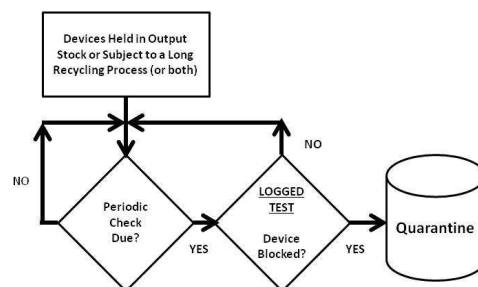 Devices Held in Output
Stock or Subject to a Long
Recycling Process (or both)
NO
NO
Periodic
Check
Due?
YES
LOGGED
TEST
Device
Blocked?
YES
Quarantine